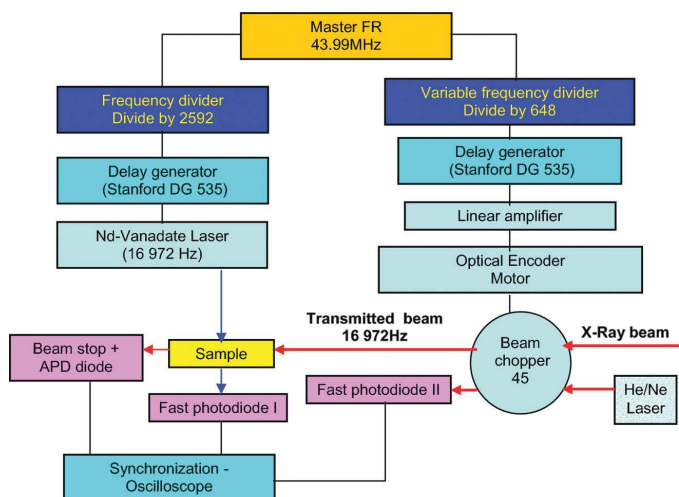 Master FR
43.99MHz
Frequency divider
Divide by 2592
Variable frequency divider
Divide by 648
Delay generator
(Stanford DG 535)
Delay generator
(Stanford DG 535)
Linear amplifier
Nd-Vanadate Laser
(16 972 Hz)
Optical Encoder
Motor
Transmitted beam
16 972Hz
X-Ray beam
Beam stop +
APD diode
Sample
Beam
chopper
45
Fast photodiode I
Fast photodiode II
He/Ne
Laser
Synchronization -
Oscilloscope